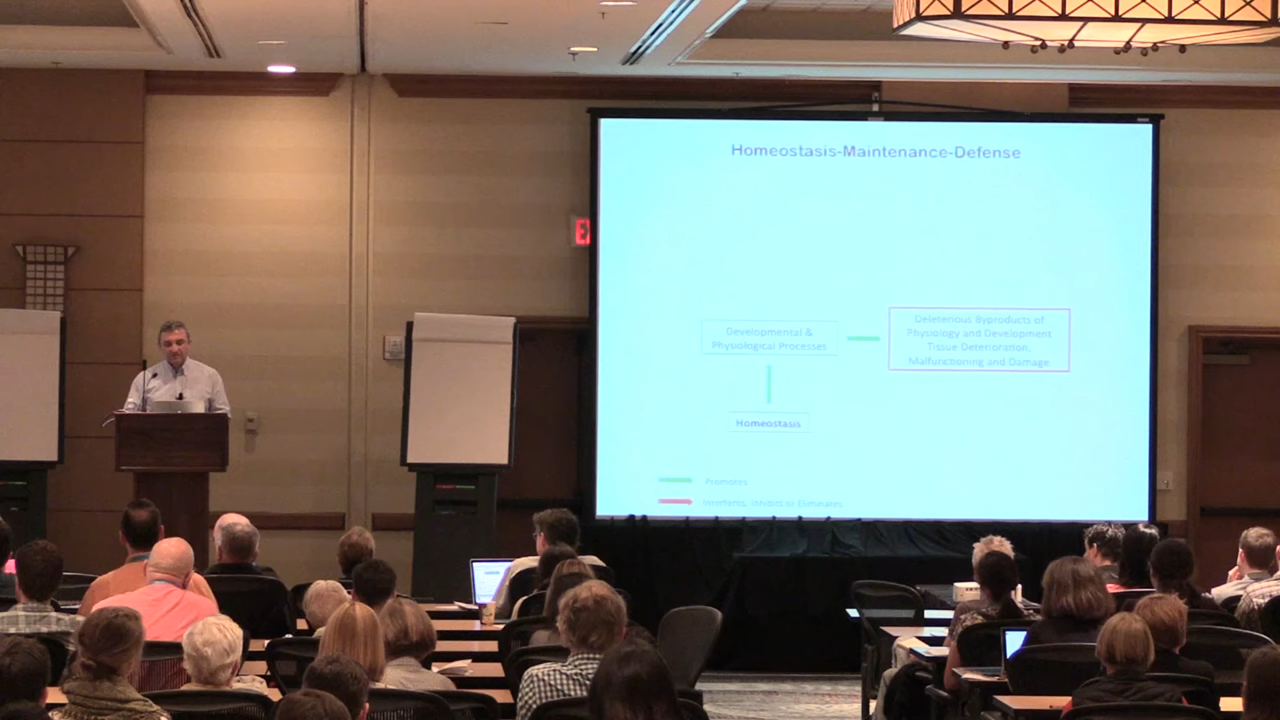 Homeostasis-Maintenance-Defense
Developmental &
Physiological Processes
Deleterious Byproducts of
Physiology and Development
Tissue Deterioration,
Malfunctioning and Damage
Homeostasis
Promotes
Inhibits or Eliminates